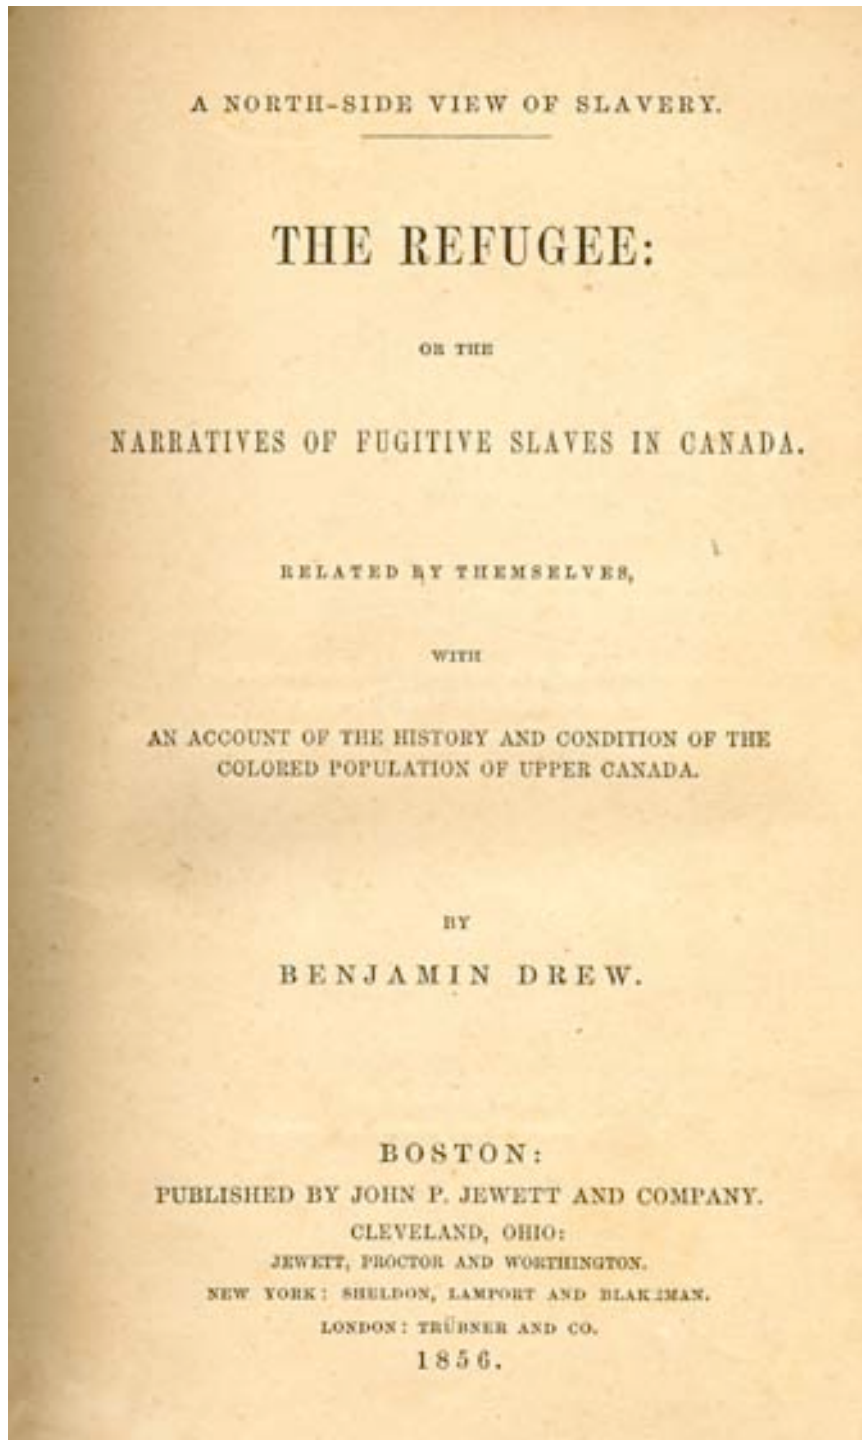 A NORTH-SIDE VIEW OF SLAVERY.
THE REFUGEE:
OR THE
NARRATIVES OF FUGITIVE SLAVES IN CANADA.
RELATED BY THEMSELVES,
WITH
AN ACCOUNT OF THE HISTORY AND CONDITION OF THE
COLORED POPULATION OF UPPER CANADA.
BY
BENJAMIN DREW.
BOSTON:
PUBLISHED BY JOHN P. JEWETT AND COMPANY.
CLEVELAND, OHIO:
JEWETT, PROCTOR AND WORTHINGTON.
NEW YORK: SHELDON, LAMPORT AND BLAKEMAN.
LONDON: TRÜBNER AND CO.
1856.